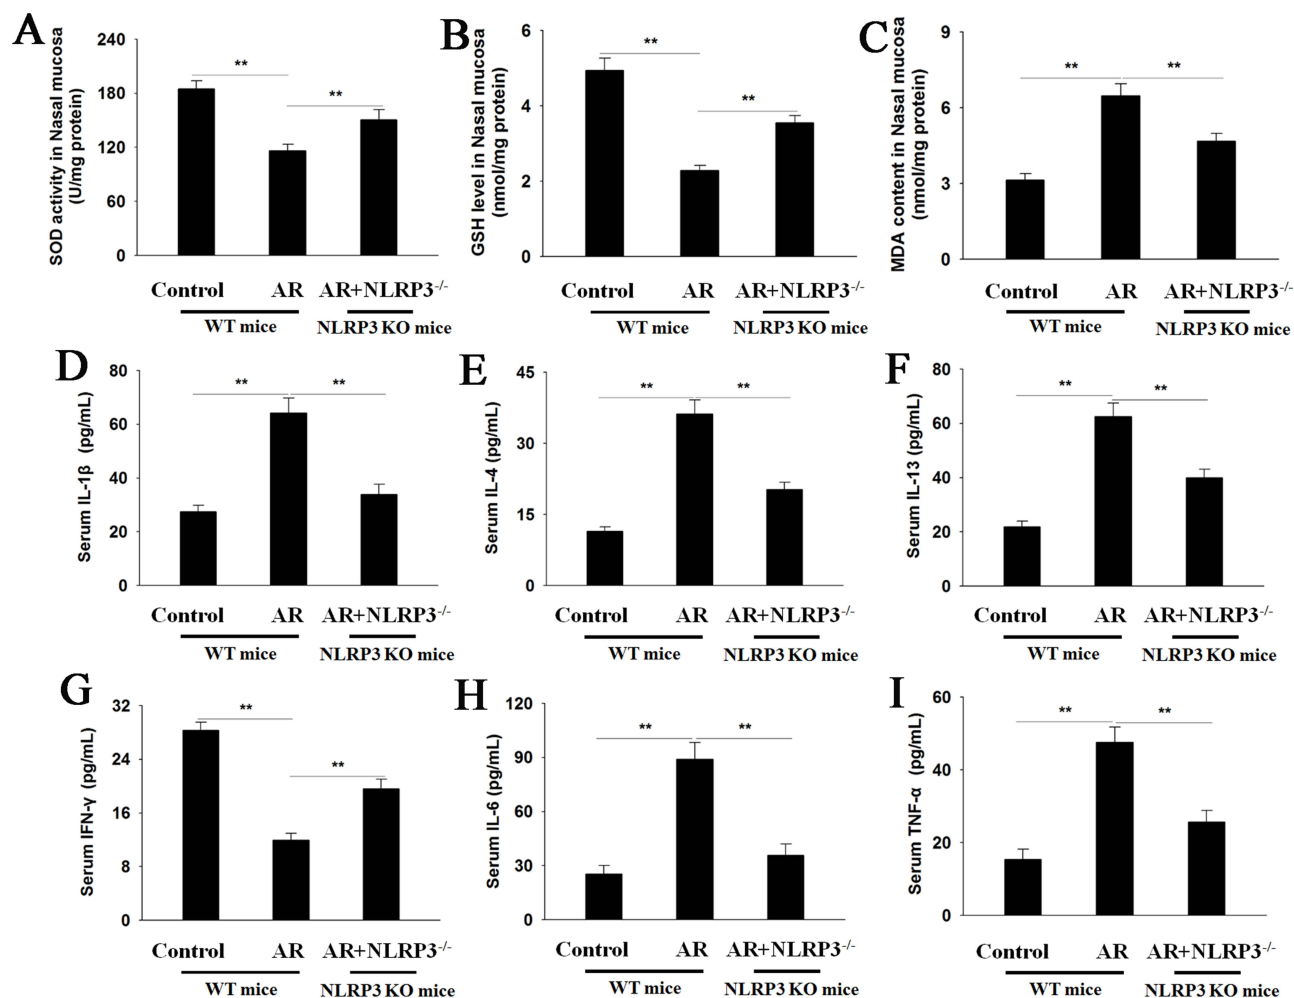 A
SOD activity in Nasal mucosa
(U/mg protein)
240
180
120
60
0
**
**
Control AR AR+NLRP3-/-
WT mice NLRP3 KO mice
B
GSH level in Nasal mucosa
(nmol/mg protein)
6
4
2
0
**
**
Control AR AR+NLRP3-/-
WT mice NLRP3 KO mice
C
MDA content in Nasal mucosa
(nmol/mg protein)
9
6
3
0
** **
Control AR AR+NLRP3-/-
WT mice NLRP3 KO mice
D
Serum IL-1β (pg/mL)
80
60
40
20
0
** **
Control AR AR+NLRP3-/-
WT mice NLRP3 KO mice
E
Serum IL-4 (pg/mL)
45
30
15
0
** **
Control AR AR+NLRP3-/-
WT mice NLRP3 KO mice
F
Serum IL-13 (pg/mL)
80
60
40
20
0
** **
Control AR AR+NLRP3-/-
WT mice NLRP3 KO mice
G
Serum IFN-γ (pg/mL)
32
24
16
8
0
**
**
Control AR AR+NLRP3-/-
WT mice NLRP3 KO mice
H
Serum IL-6 (pg/mL)
120
90
60
30
0
** **
Control AR AR+NLRP3-/-
WT mice NLRP3 KO mice
I
Serum TNF-α (pg/mL)
60
40
20
0
** **
Control AR AR+NLRP3-/-
WT mice NLRP3 KO mice